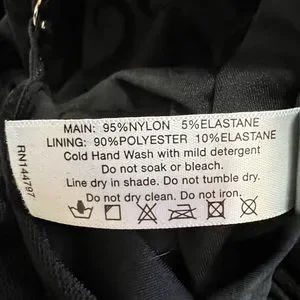 MAIN: 95%NYLON 5%ELASTANE
LINING: 90%POLYESTER 10%ELASTANE
Cold Hand Wash with mild detergent
Do not soak or bleach.
Line dry in shade. Do not tumble dry.
Do not dry clean. Do not iron.
RN144797